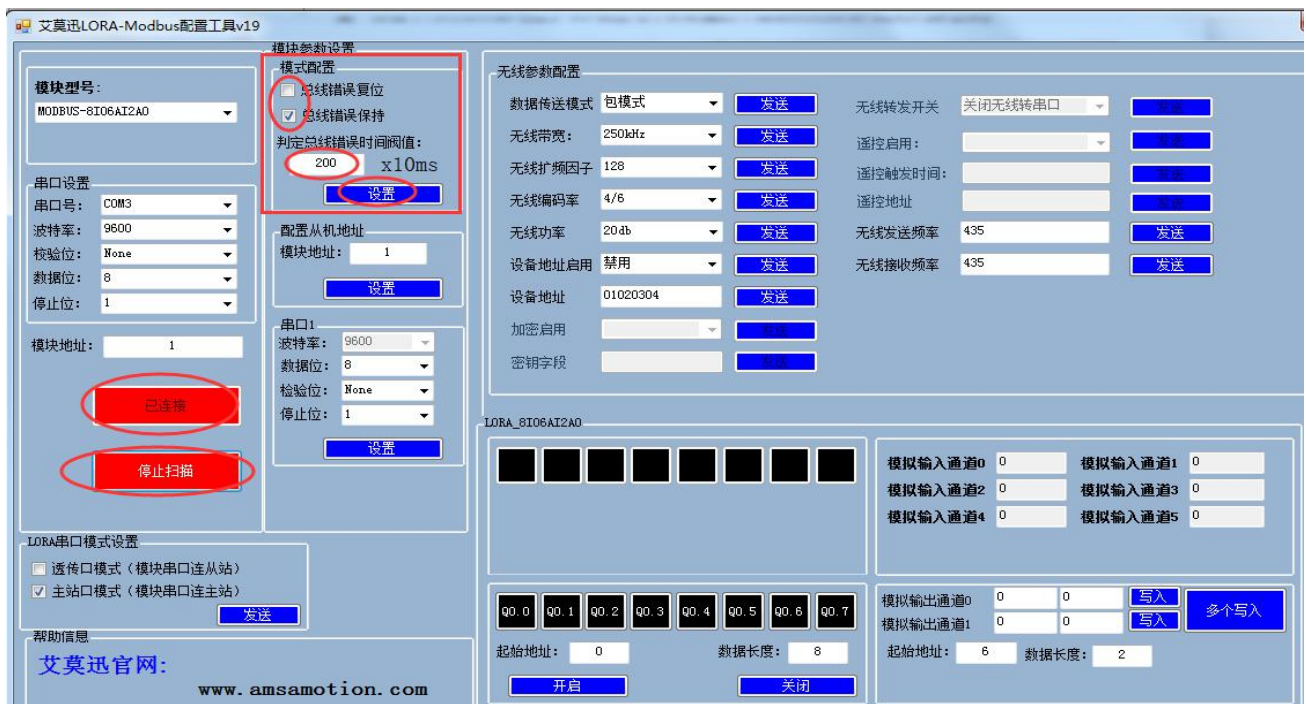 艾莫迅LORA-Modbus配置工具v19
模块型号:
MODBUS-8IO6AI2AO
串口设置
串口号: COM3
波特率: 9600
校验位: None
数据位: 8
停止位: 1
模块地址: 1
已连接
停止扫描
模块参数设置
模式配置
总线错误复位
总线错误保持
判定总线错误时间阀值:
200 x10ms
设置
配置从机地址
模块地址: 1
设置
串口1
波特率: 9600
数据位: 8
检验位: None
停止位: 1
设置
LORA串口模式设置
透传口模式（模块串口连从站）
主站口模式（模块串口连主站）
发送
帮助信息
艾莫迅官网:
www.amsamotion.com
无线参数配置
数据传送模式 包模式 发送
无线带宽: 250kHz 发送
无线扩频因子 128 发送
无线编码率 4/6 发送
无线功率 20db 发送
设备地址启用 禁用 发送
设备地址 01020304 发送
加密启用 发送
密钥字段 发送
无线转发开关 关闭无线转串口 发送
遥控启用: 发送
遥控触发时间: 发送
遥控地址 发送
无线发送频率 435 发送
无线接收频率 435 发送
LORA_8IO6AI2AO
Q0.0 Q0.1 Q0.2 Q0.3 Q0.4 Q0.5 Q0.6 Q0.7
起始地址: 0 数据长度: 8
开启 关闭
模拟输入通道0 0 模拟输入通道1 0
模拟输入通道2 0 模拟输入通道3 0
模拟输入通道4 0 模拟输入通道5 0
模拟输出通道0 0 0 写入
模拟输出通道1 0 0 写入
多个写入
起始地址: 6 数据长度: 2